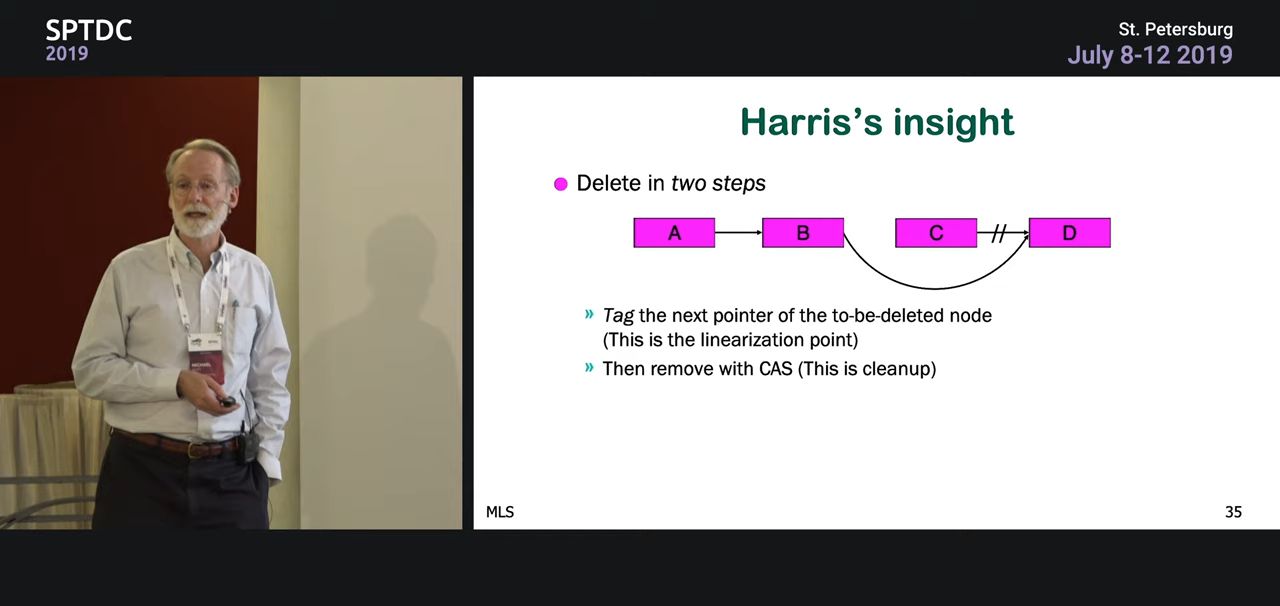 SPTDC
2019
St. Petersburg
July 8-12 2019
Harris's insight
Delete in two steps
A
B
C
D
» Tag the next pointer of the to-be-deleted node
(This is the linearization point)
» Then remove with CAS (This is cleanup)
MICHAEL
MLS
35